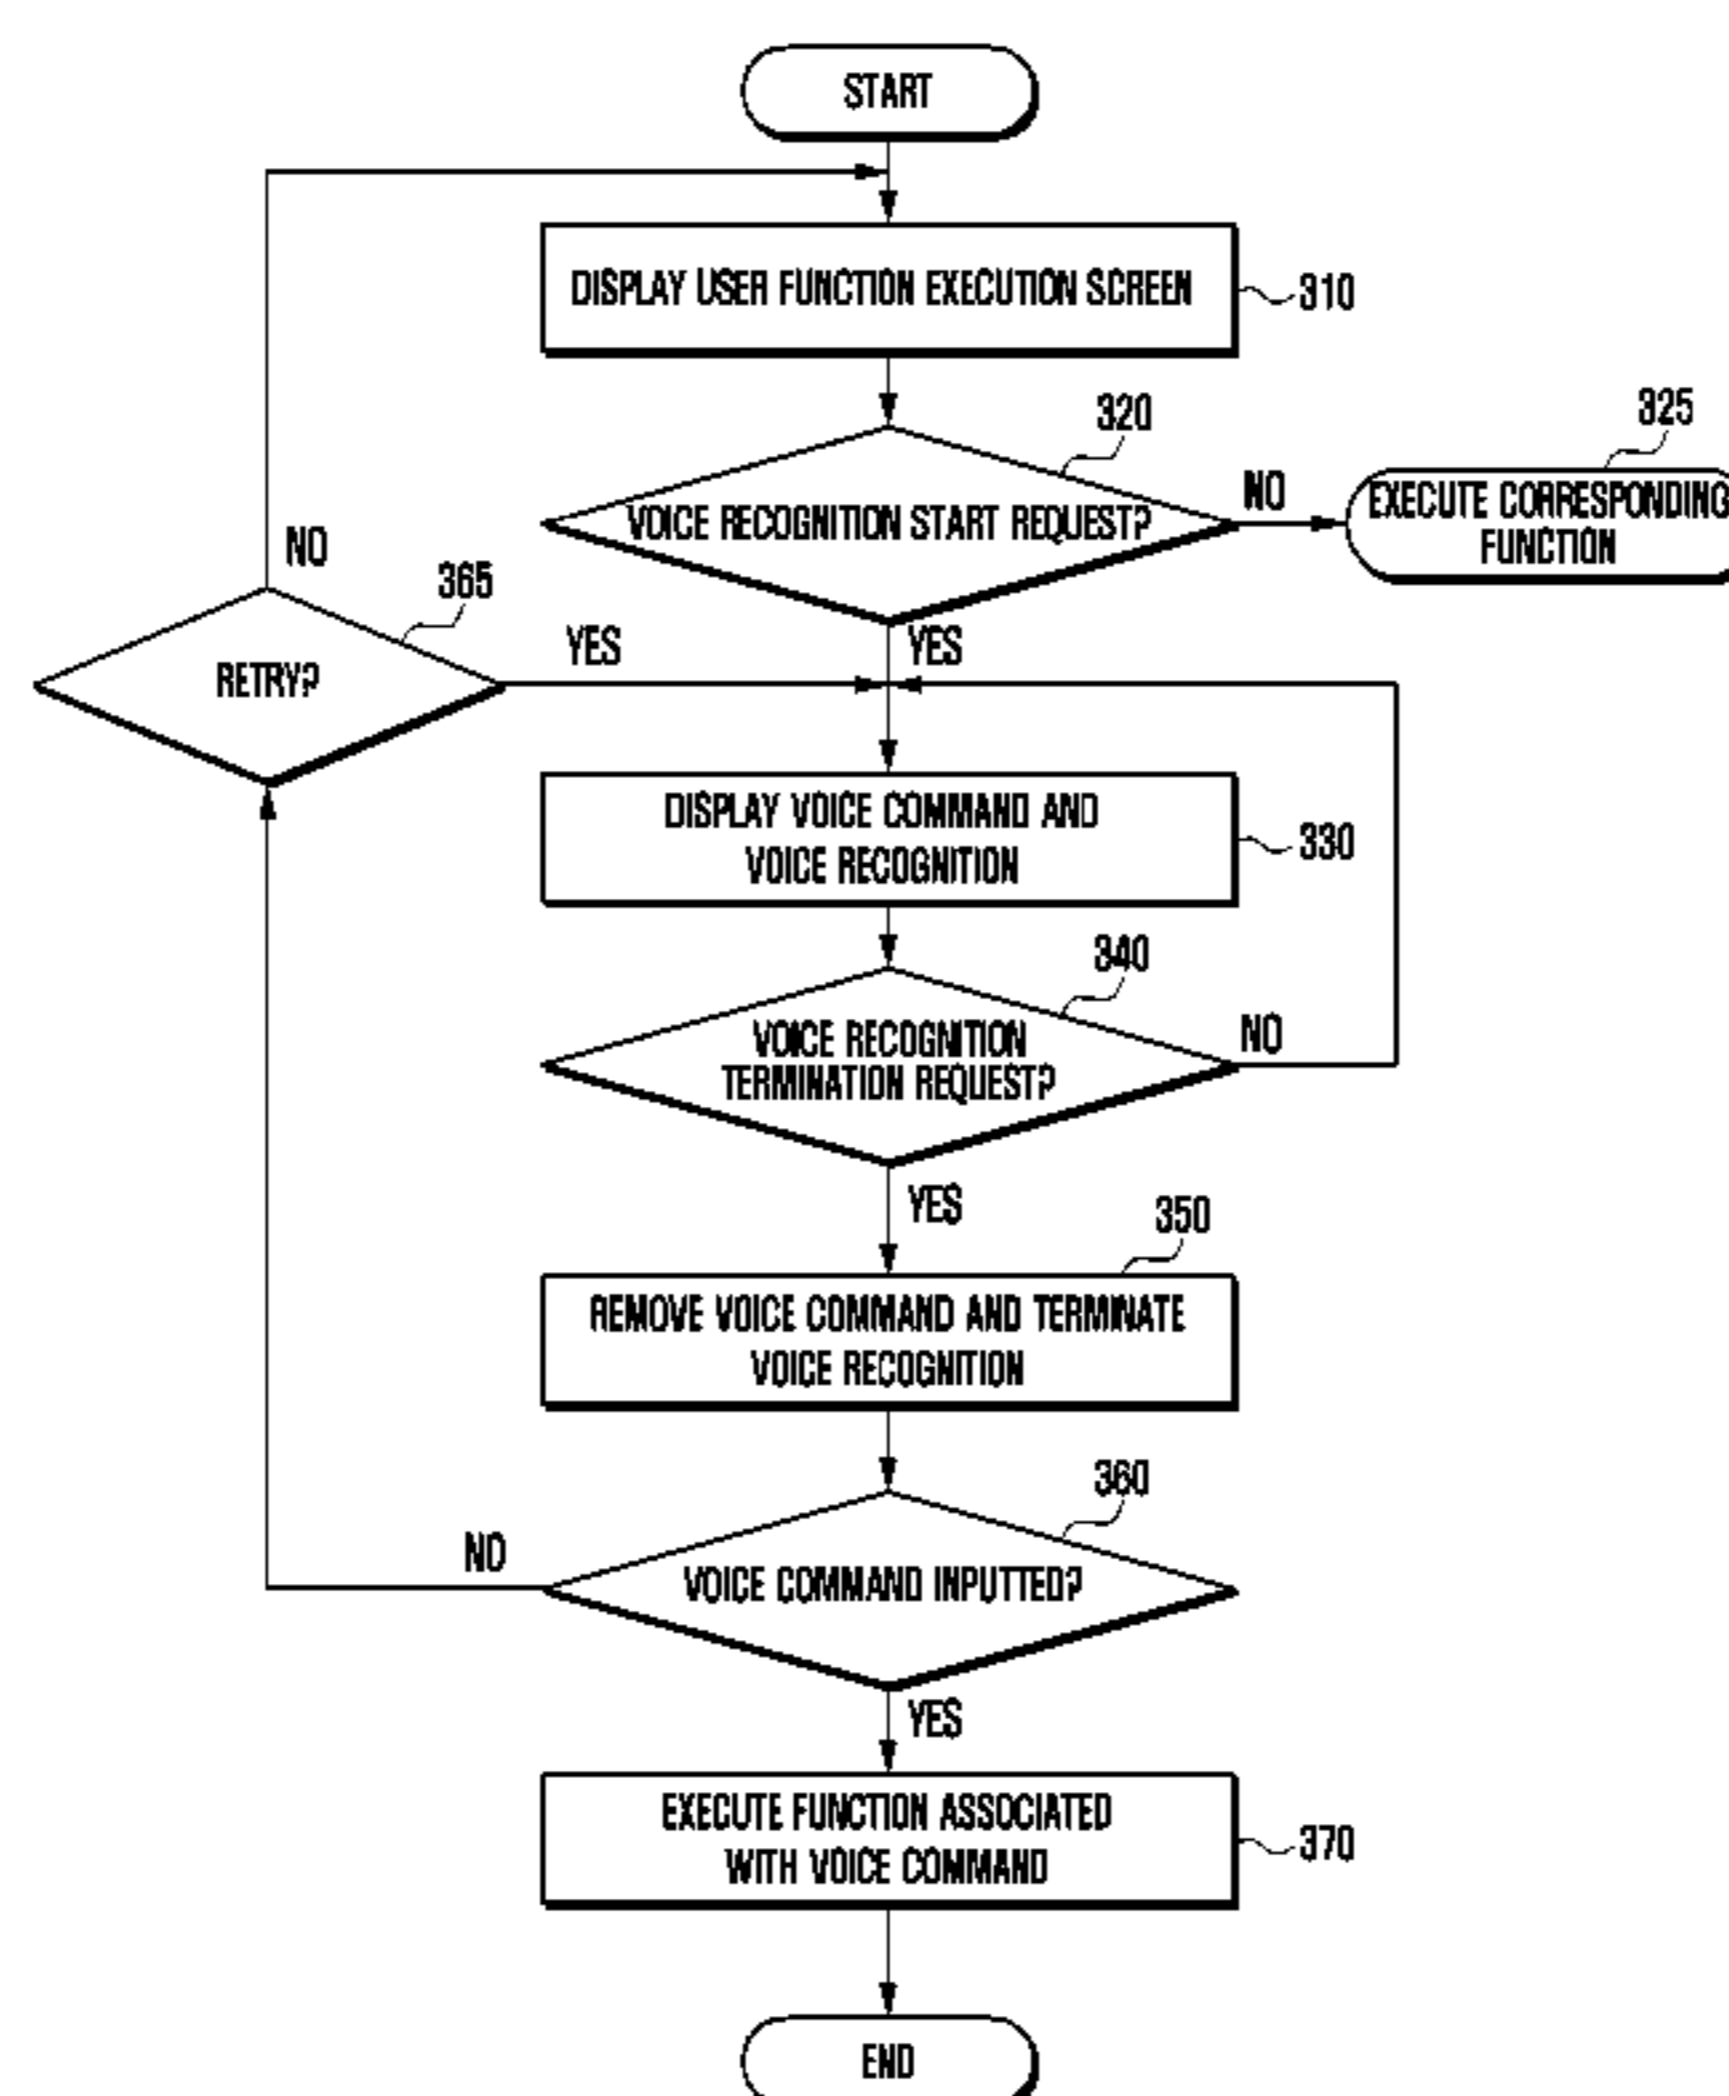 START
DISPLAY USER FUNCTION EXECUTION SCREEN
310
320
325
VOICE RECOGNITION START REQUEST?
NO
EXECUTE CORRESPONDING
FUNCTION
NO
365
RETRY?
YES
YES
DISPLAY VOICE COMMAND AND
VOICE RECOGNITION
330
340
VOICE RECOGNITION
TERMINATION REQUEST?
NO
YES
350
REMOVE VOICE COMMAND AND TERMINATE
VOICE RECOGNITION
360
NO
VOICE COMMAND INPUTTED?
YES
EXECUTE FUNCTION ASSOCIATED
WITH VOICE COMMAND
370
END